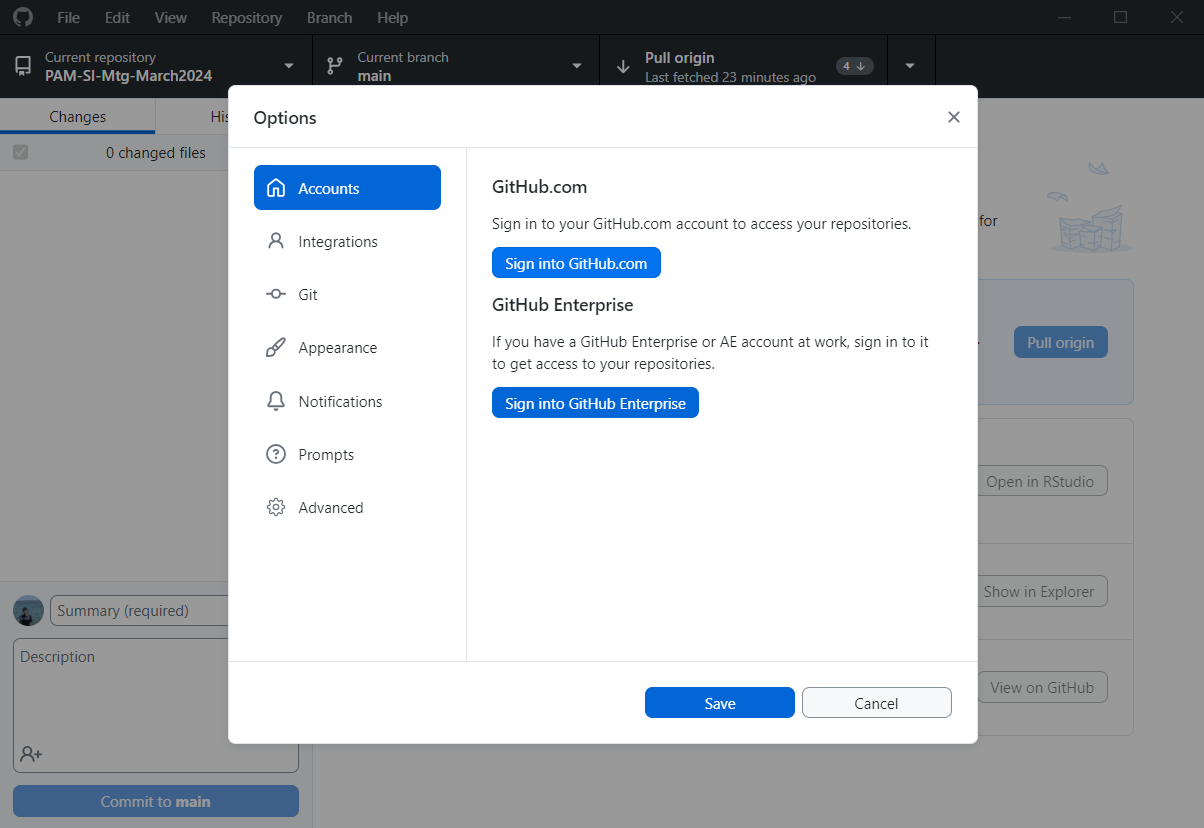 File Edit View Repository Branch Help
Current repository
PAM-SI-Mtg-March2024
Current branch
main
Pull origin
Last fetched 23 minutes ago
4
Changes
His
0 changed files
for
Pull origin
Open in RStudio
Show in Explorer
View on GitHub
Options
Accounts
Integrations
Git
Appearance
Notifications
Prompts
Advanced
GitHub.com
Sign in to your GitHub.com account to access your repositories.
Sign into GitHub.com
GitHub Enterprise
If you have a GitHub Enterprise or AE account at work, sign in to it
to get access to your repositories.
Sign into GitHub Enterprise
Save
Cancel
Summary (required)
Description
Commit to main